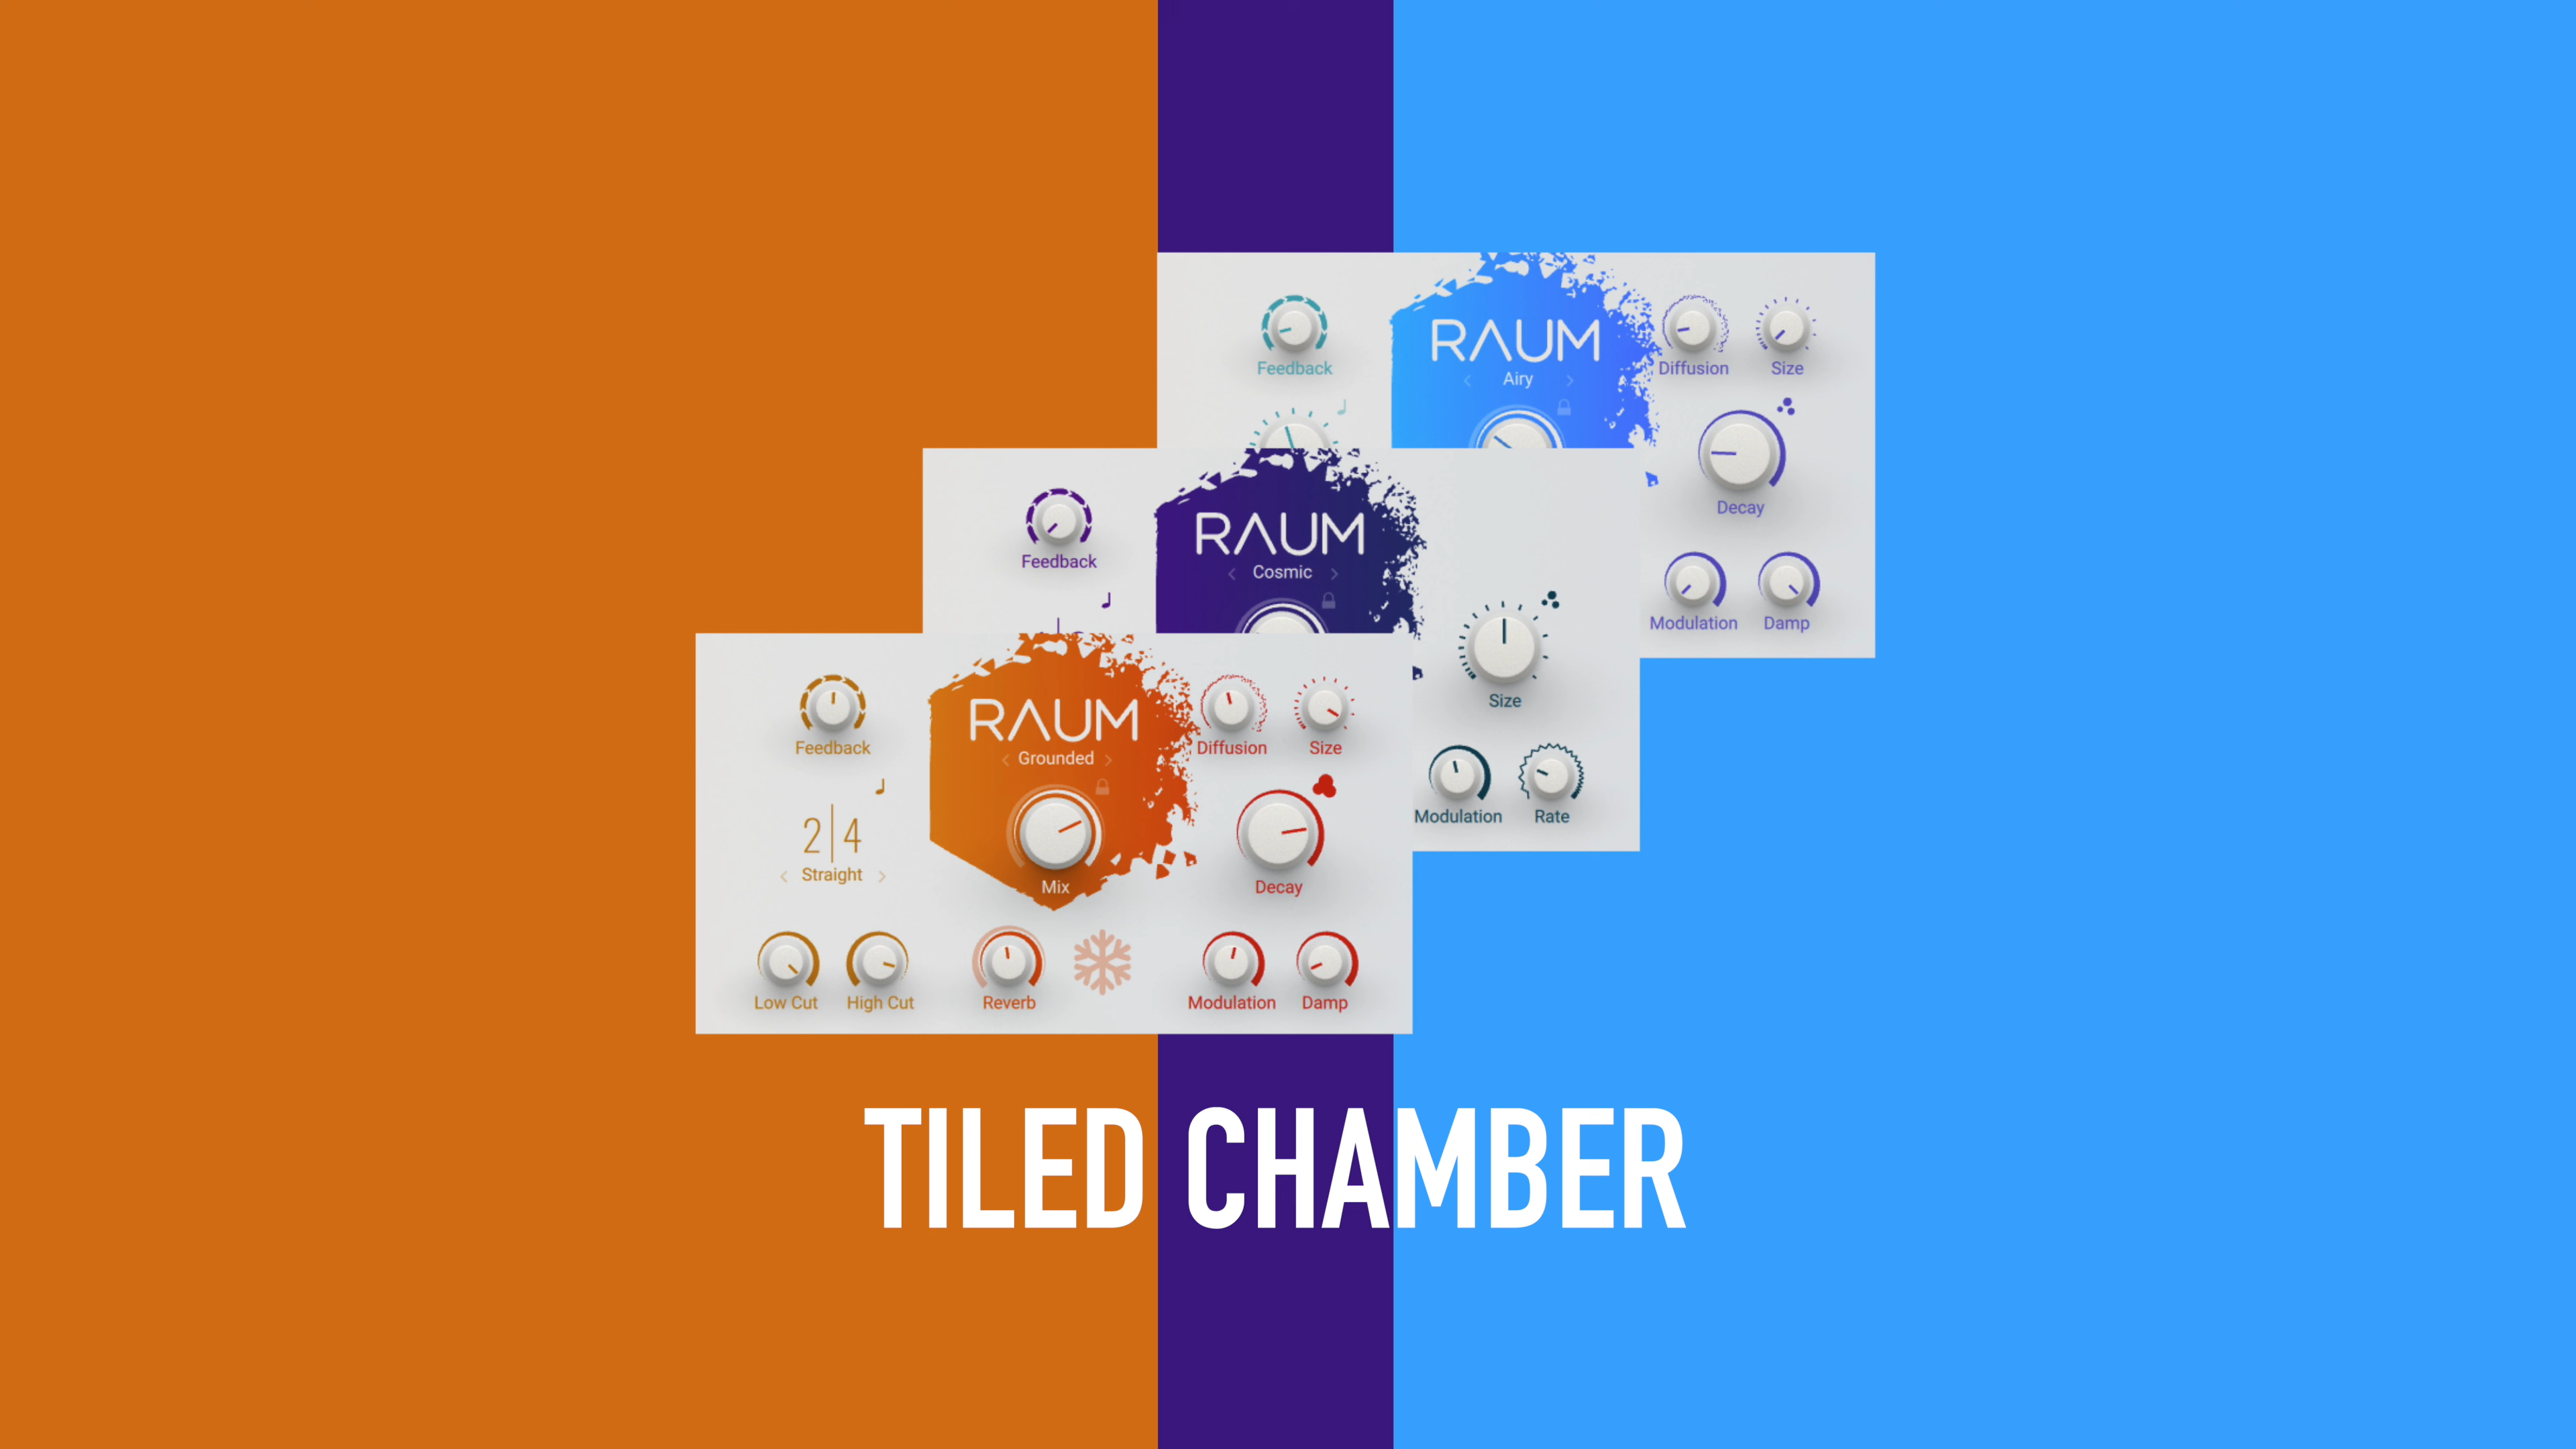 RAUM
Airy
Feedback
Diffusion
Size
Decay
Modulation
Damp
RAUM
Cosmic
Feedback
Size
Modulation
Rate
RAUM
Grounded
Feedback
Diffusion
Size
2|4
Straight
Mix
Decay
Low Cut
High Cut
Reverb
Modulation
Damp
TILED CHAMBER